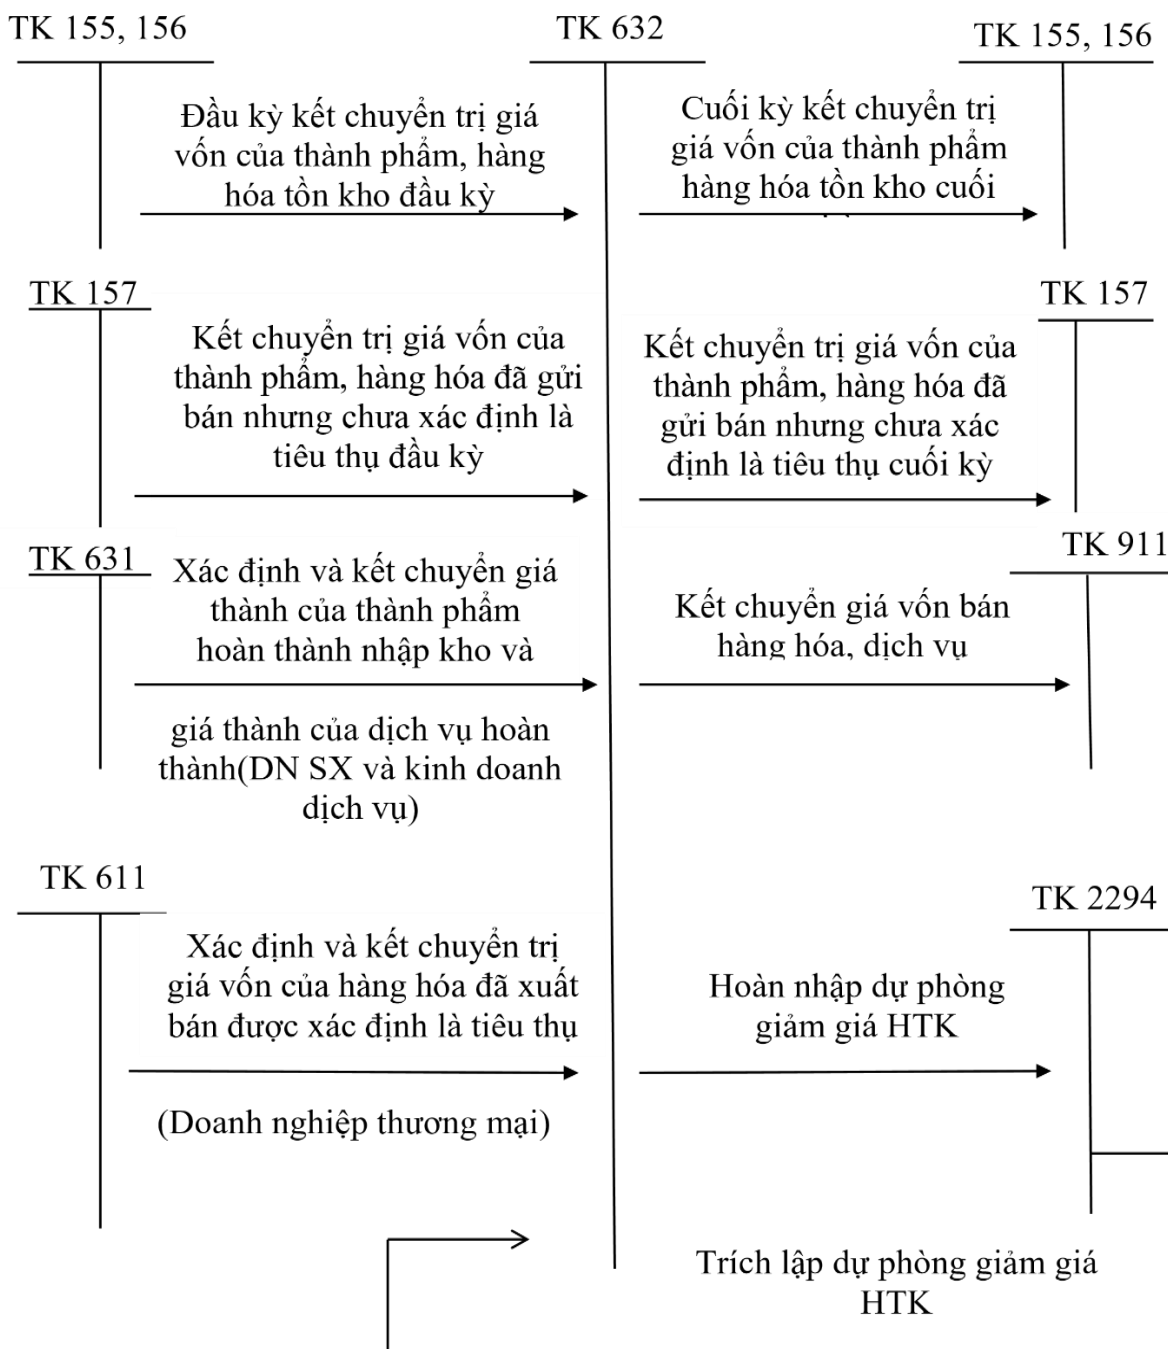 TK 155, 156
TK 632
TK 155, 156
Đầu kỳ kết chuyển trị giá
vốn của thành phẩm, hàng
hóa tồn kho đầu kỳ
Cuối kỳ kết chuyển trị
giá vốn của thành phẩm
hàng hóa tồn kho cuối
TK 157
TK 157
Kết chuyển trị giá vốn của
thành phẩm, hàng hóa đã gửi
bán nhưng chưa xác định là
tiêu thụ đầu kỳ
Kết chuyển trị giá vốn của
thành phẩm, hàng hóa đã
gửi bán nhưng chưa xác
định là tiêu thụ cuối kỳ
TK 631
TK 911
Xác định và kết chuyển giá
thành của thành phẩm
hoàn thành nhập kho và
Kết chuyển giá vốn bán
hàng hóa, dịch vụ
giá thành của dịch vụ hoàn
thành(DN SX và kinh doanh
dịch vụ)
TK 611
TK 2294
Xác định và kết chuyển trị
giá vốn của hàng hóa đã xuất
bán được xác định là tiêu thụ
Hoàn nhập dự phòng
giảm giá HTK
(Doanh nghiệp thương mại)
Trích lập dự phòng giảm giá
HTK